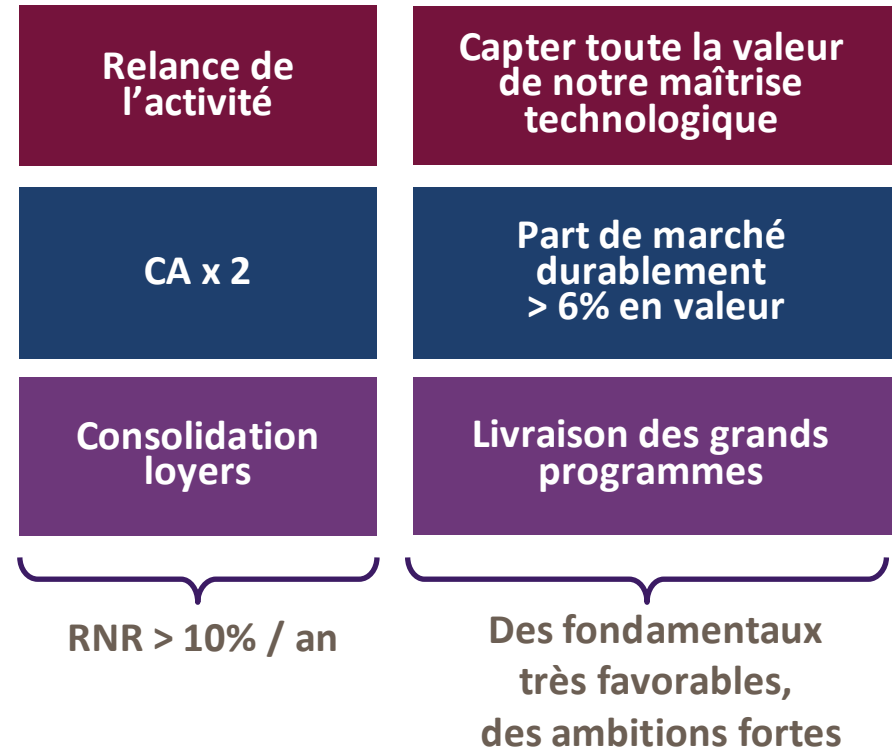 Relance de
l’activité
Capter toute la valeur
de notre maîtrise
technologique
CA x 2
Part de marché
durablement
> 6% en valeur
Consolidation
loyers
Livraison des grands
programmes
RNR > 10% / an
Des fondamentaux
très favorables,
des ambitions fortes